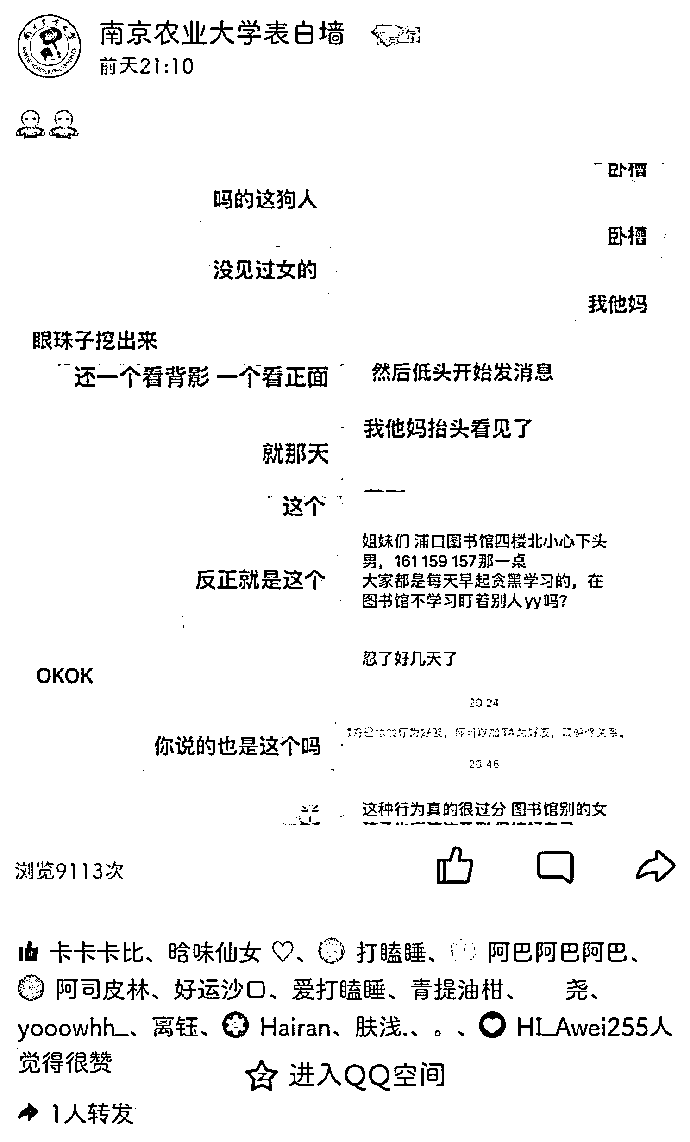 南京农业大学表白墙
前天21:10
卧槽
吗的这狗人
卧槽
没见过女的
我他妈
眼珠子挖出来
还一个看背影 一个看正面
然后低头开始发消息
我他妈抬头看见了
就那天
这个
姐妹们 浦口图书馆四楼北小心下头
男，161 159 157那一点
大家都是每天早起贪黑学习的，在
图书馆不学习盯着别人yy吗？
反正就是这个
忍了好几天了
OKOK
20:24
你说的也是这个吗
20:46
这种行为真的很过分 图书馆别的女
浏览9113次
卡卡卡比、晗味仙女♡、打瞌睡、阿巴阿巴阿巴、
阿司皮林、好运沙口、爱打瞌睡、青提油柑、 尧、
yooowhh_、离钰、Hairan、肤浅.、。、HI_Awei255人
觉得很赞
进入QQ空间
1人转发